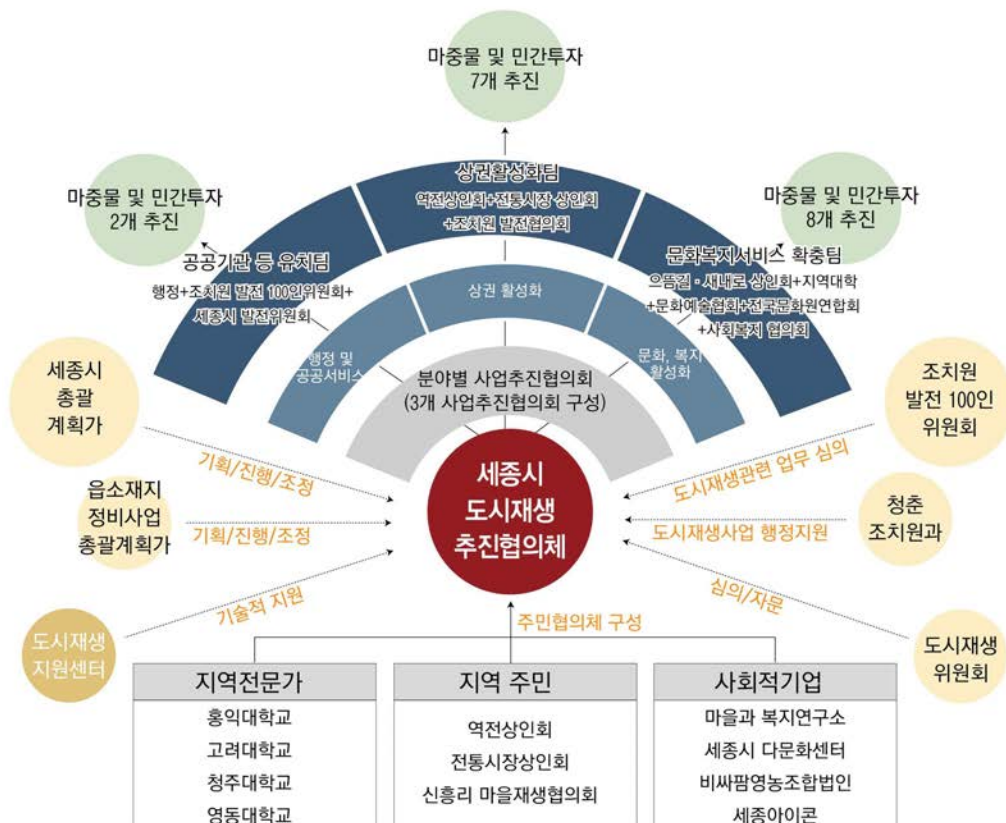 마중물 및 민간투자
7개 추진
마중물 및 민간투자
2개 추진
마중물 및 민간투자
8개 추진
상권활성화팀
역전상인회+전통시장 상인회
+조치원 발전협의회
공공기관 등 유치팀
행정+조치원 발전 100인위원회+
세종시 발전위원회
문화복지서비스 확충팀
으뜸길·새내로 상인회+지역대학
+문화예술협회+전국문화원연합회
+사회복지 협의회
상권 활성화
행정 및
공공서비스
문화, 복지
활성화
분야별 사업추진협의회
(3개 사업추진협의회 구성)
세종시
총괄
계획가
조치원
발전 100인
위원회
기획/진행/조정
도시재생관련 업무 심의
세종시
도시재생
추진협의체
읍소재지
정비사업
총괄계획가
기획/진행/조정
도시재생사업 행정지원
청춘
조치원과
기술적 지원
심의/자문
도시재생
지원센터
도시재생
위원회
주민협의체 구성
지역전문가
홍익대학교
고려대학교
청주대학교
영동대학교
지역 주민
역전상인회
전통시장상인회
신흥리 마을재생협의회
사회적기업
마을과 복지연구소
세종시 다문화센터
비싸팜영농조합법인
세종아이콘